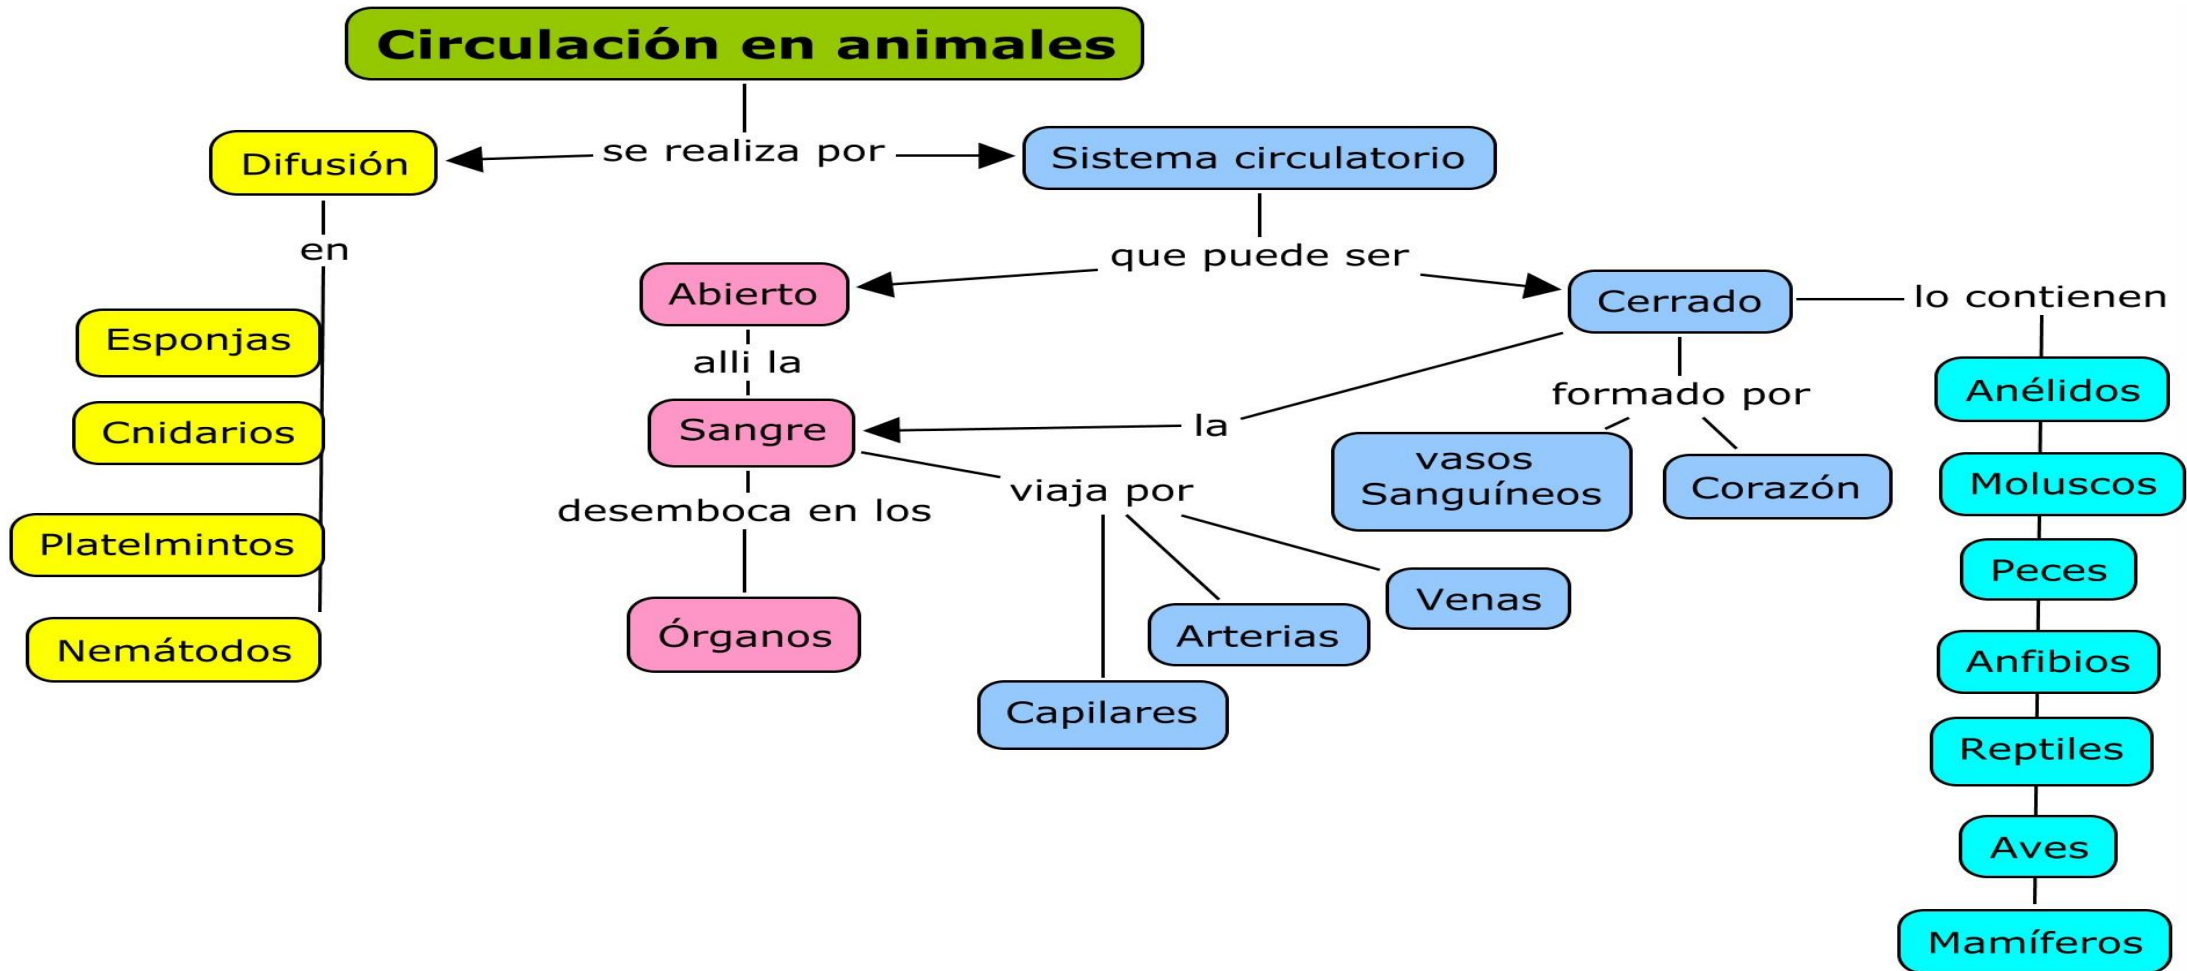 Circulación en animales
Difusión
se realiza por
Sistema circulatorio
en
Esponjas
Cnidarios
Platelmintos
Nemátodos
que puede ser
Abierto
alli la
Sangre
desemboca en los
Órganos
Cerrado
la
viaja por
Capilares
Arterias
Venas
formado por
vasos
Sanguíneos
Corazón
lo contienen
Anélidos
Moluscos
Peces
Anfibios
Reptiles
Aves
Mamíferos